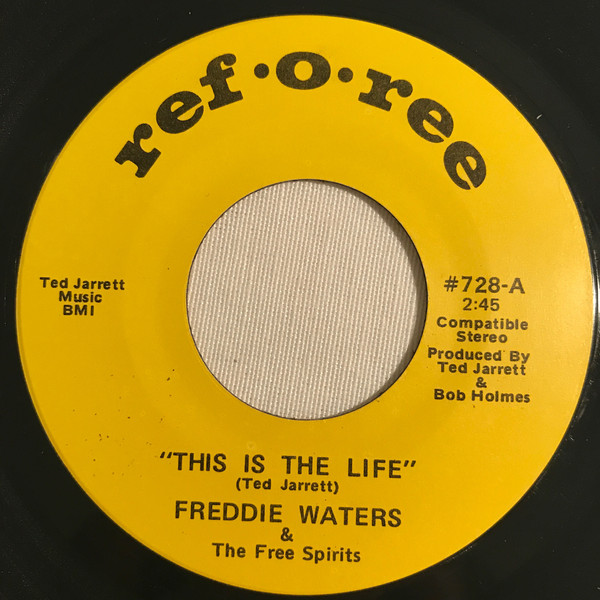 ref·o·ree
Ted Jarrett
Music
BMI
#728-A
2:45
Compatible
Stereo
Produced By
Ted Jarrett
&
Bob Holmes
"THIS IS THE LIFE"
(Ted Jarrett)
FREDDIE WATERS
&
The Free Spirits